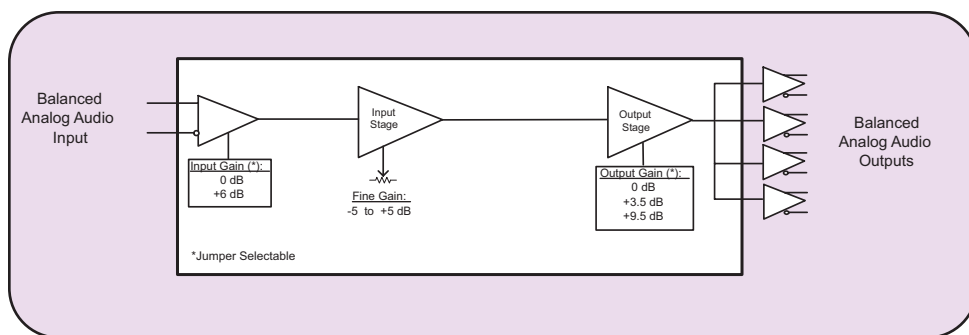 Balanced
Analog Audio
Input
Input Gain (*):
0 dB
+6 dB
Input
Stage
Fine Gain:
-5 to +5 dB
Output
Stage
Output Gain (*):
0 dB
+3.5 dB
+9.5 dB
Balanced
Analog Audio
Outputs
*Jumper Selectable